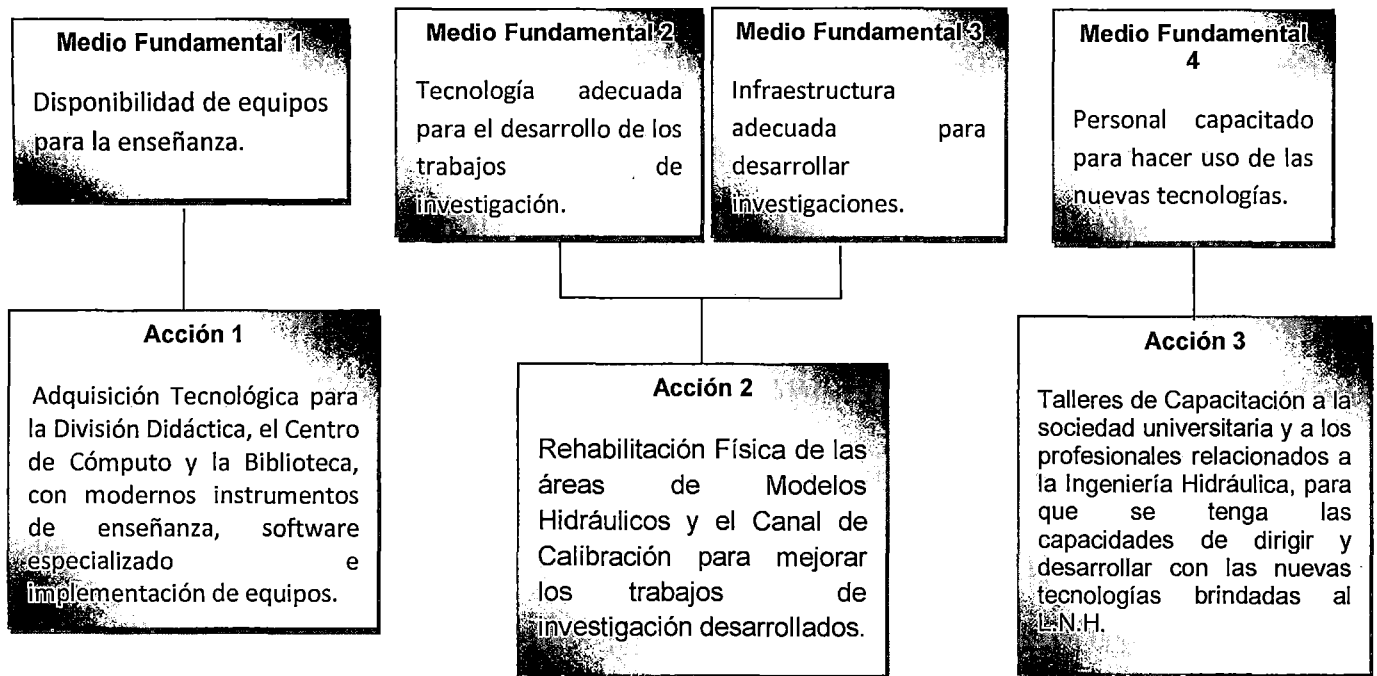 Medio Fundamental 1
Disponibilidad de equipos
para la enseñanza.
Medio Fundamental 2
Tecnología adecuada
para el desarrollo de los
trabajos de
investigación.
Medio Fundamental 3
Infraestructura
adecuada para
desarrollar
investigaciones.
Medio Fundamental
4
Personal capacitado
para hacer uso de las
nuevas tecnologías.
Acción 1
Adquisición Tecnológica para
la División Didáctica, el Centro
de Cómputo y la Biblioteca,
con modernos instrumentos
de enseñanza, software
especializado e
implementación de equipos.
Acción 2
Rehabilitación Física de las
áreas de Modelos
Hidráulicos y el Canal de
Calibración para mejorar
los trabajos de
investigación desarrollados.
Acción 3
Talleres de Capacitación a la
sociedad universitaria y a los
profesionales relacionados a
la Ingeniería Hidráulica, para
que se tenga las
capacidades de dirigir y
desarrollar con las nuevas
tecnologías brindadas al
L.N.H.